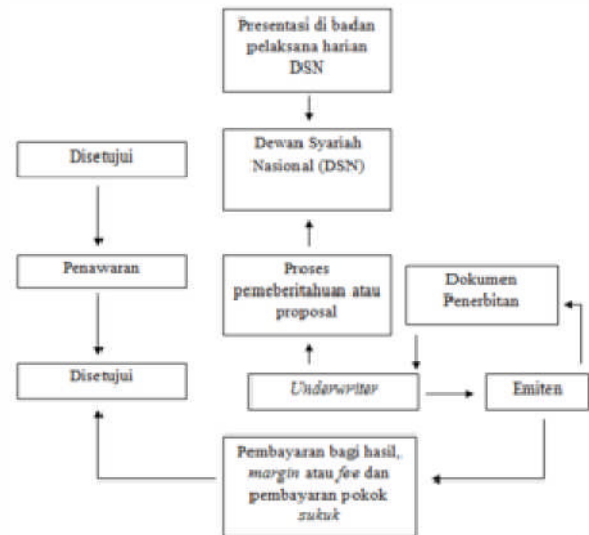 Presentasi di badan
pelaksana harian
DSN
Disetujui
Dewan Syariah
Nasional (DSN)
Penawaran
Proses
pemeberitahuan atau
proposal
Dokumen
Penerbitan
Disetujui
Underwriter
Emiten
Pembayaran bagi hasil,
margin atau fee dan
pembayaran pokok
sukuk